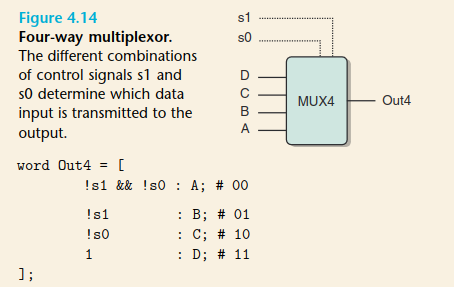 Figure 4.14
Four-way multiplexor.
The different combinations
of control signals s1 and
s0 determine which data
input is transmitted to the
output.
s1
s0
D
C
B
A
MUX4
Out4
word Out4 = [
!s1 && !s0 : A; # 00
!s1 : B; # 01
!s0 : C; # 10
1 : D; # 11
];